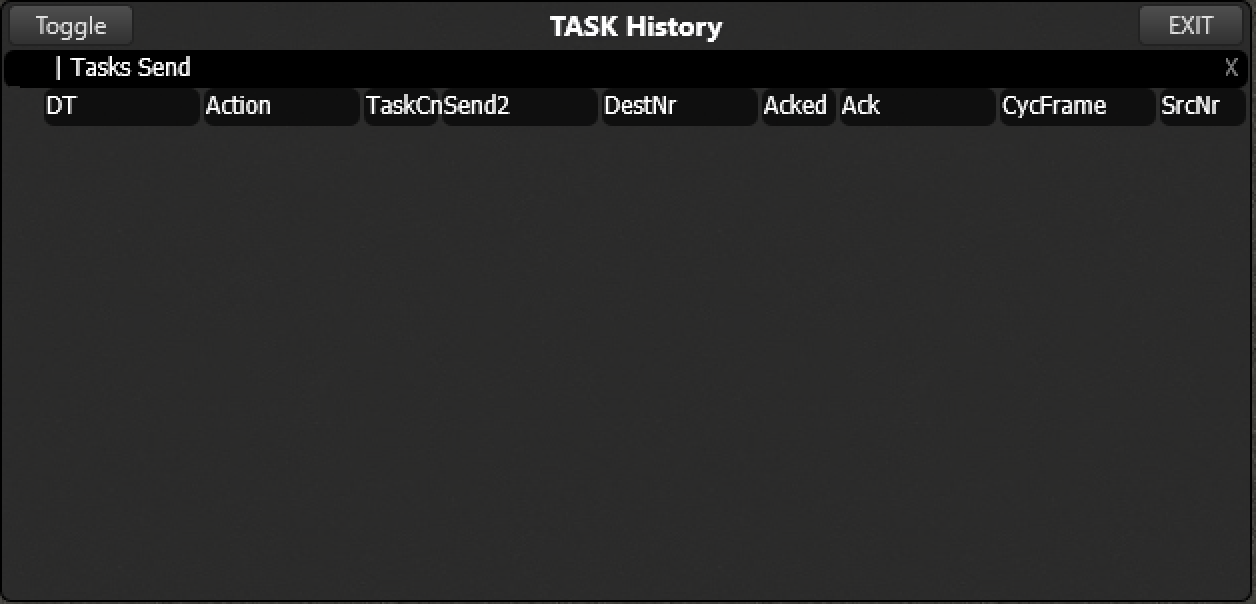 Toggle TASK History EXIT
| Tasks Send X
DT Action TaskCn Send2 DestNr Acked Ack CycFrame SrcNr